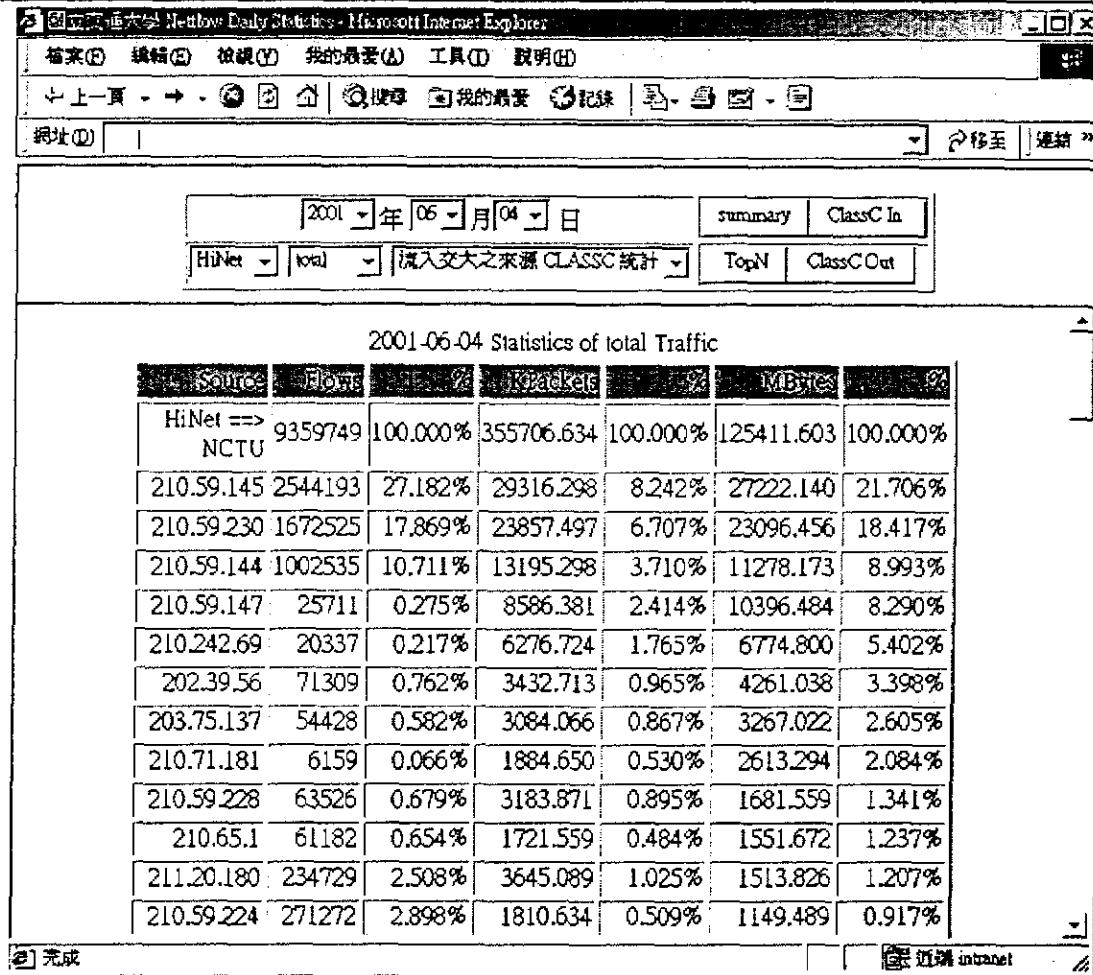 國立交通大學 Netflow Daily Statistics - Microsoft Internet Explorer
檔案(F) 編輯(E) 檢視(V) 我的最愛(A) 工具(T) 說明(H)
上一頁 搜尋 我的最愛 記錄
網址(D) 移至 連結 »
2001 年 06 月 04 日 summary ClassC In
HiNet total 流入交大之來源 CLASSC 統計 TopN ClassC Out
2001-06-04 Statistics of total Traffic
Source Flows % KPackets % MBytes %
HiNet ==> NCTU 9359749 100.000% 355706.634 100.000% 125411.603 100.000%
210.59.145 2544193 27.182% 29316.298 8.242% 27222.140 21.706%
210.59.230 1672525 17.869% 23857.497 6.707% 23096.456 18.417%
210.59.144 1002535 10.711% 13195.298 3.710% 11278.173 8.993%
210.59.147 25711 0.275% 8586.381 2.414% 10396.484 8.290%
210.242.69 20337 0.217% 6276.724 1.765% 6774.800 5.402%
202.39.56 71309 0.762% 3432.713 0.965% 4261.038 3.398%
203.75.137 54428 0.582% 3084.066 0.867% 3267.022 2.605%
210.71.181 6159 0.066% 1884.650 0.530% 2613.294 2.084%
210.59.228 63526 0.679% 3183.871 0.895% 1681.559 1.341%
210.65.1 61182 0.654% 1721.559 0.484% 1551.672 1.237%
211.20.180 234729 2.508% 3645.089 1.025% 1513.826 1.207%
210.59.224 271272 2.898% 1810.634 0.509% 1149.489 0.917%
完成 近端 intranet